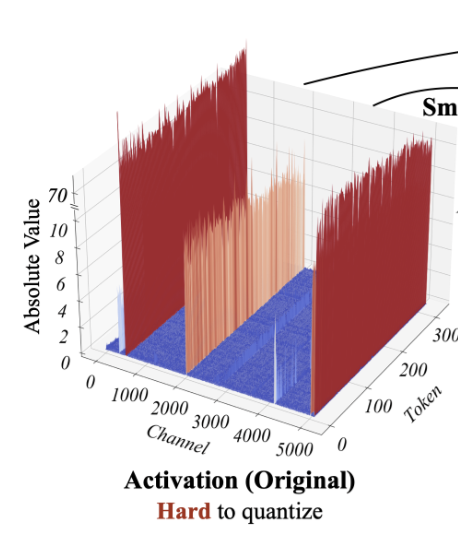 Sm
Absolute Value
70
10
8
6
4
2
0
0
1000
2000
3000
4000
5000
Channel
0
100
200
300
Token
Activation (Original)
Hard to quantize